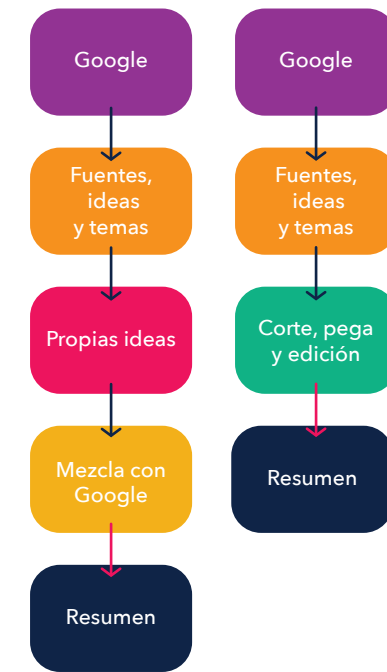 Google
Fuentes,
ideas
y temas
Propias ideas
Mezcla con
Google
Resumen
Google
Fuentes,
ideas
y temas
Corte, pega
y edición
Resumen